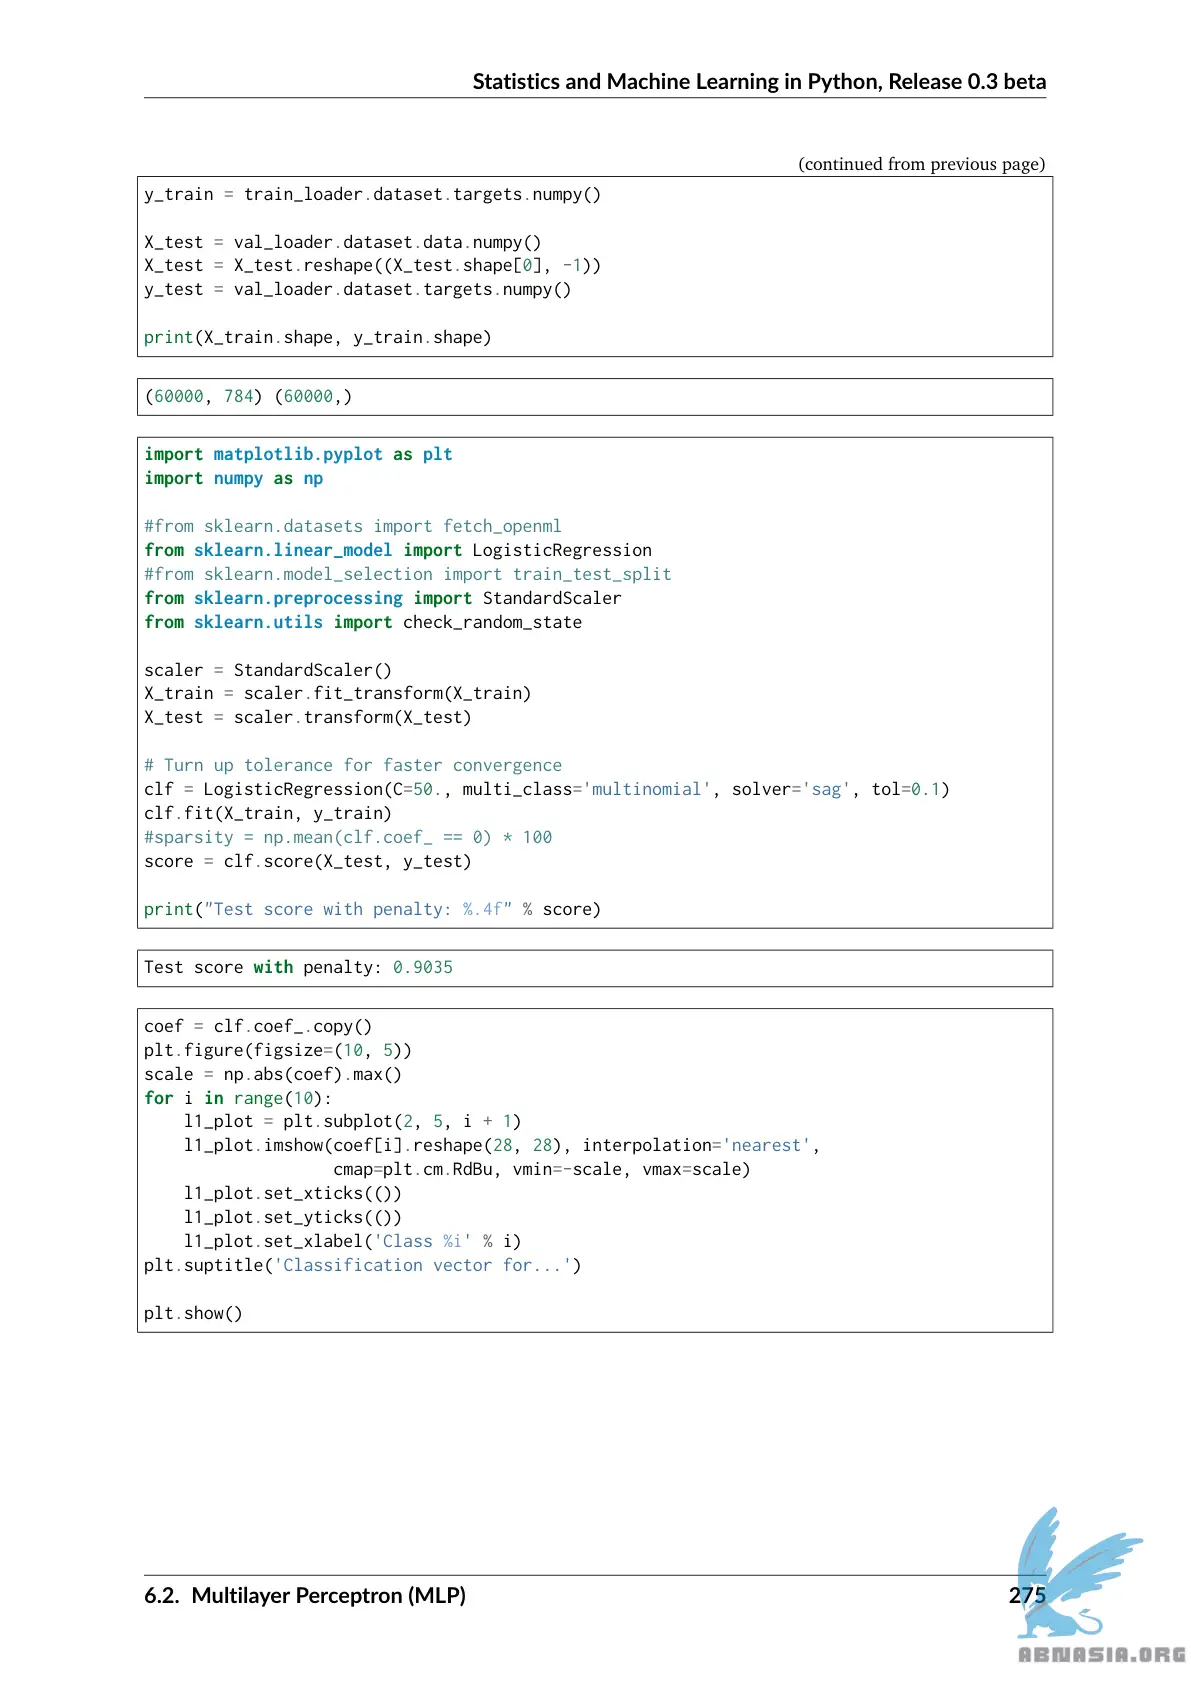 Statistics and Machine Learning in Python, Release 0.3 beta
(continued from previous page)
y_train = train_loader.dataset.targets.numpy()
X_test = val_loader.dataset.data.numpy()
X_test = X_test.reshape((X_test.shape[0], -1))
y_test = val_loader.dataset.targets.numpy()
print(X_train.shape, y_train.shape)
(60000, 784) (60000,)
import matplotlib.pyplot as plt
import numpy as np
#from sklearn.datasets import fetch_openml
from sklearn.linear_model import LogisticRegression
#from sklearn.model_selection import train_test_split
from sklearn.preprocessing import StandardScaler
from sklearn.utils import check_random_state
scaler = StandardScaler()
X_train = scaler.fit_transform(X_train)
X_test = scaler.transform(X_test)
# Turn up tolerance for faster convergence
clf = LogisticRegression(C=50., multi_class='multinomial', solver='sag', tol=0.1)
clf.fit(X_train, y_train)
#sparsity = np.mean(clf.coef_ == 0) * 100
score = clf.score(X_test, y_test)
print("Test score with penalty: %.4f" % score)
Test score with penalty: 0.9035
coef = clf.coef_.copy()
plt.figure(figsize=(10, 5))
scale = np.abs(coef).max()
for i in range(10):
    l1_plot = plt.subplot(2, 5, i + 1)
    l1_plot.imshow(coef[i].reshape(28, 28), interpolation='nearest',
                   cmap=plt.cm.RdBu, vmin=-scale, vmax=scale)
    l1_plot.set_xticks(())
    l1_plot.set_yticks(())
    l1_plot.set_xlabel('Class %i' % i)
plt.suptitle('Classification vector for...')
plt.show()
6.2. Multilayer Perceptron (MLP) 275
ABNASIA.ORG